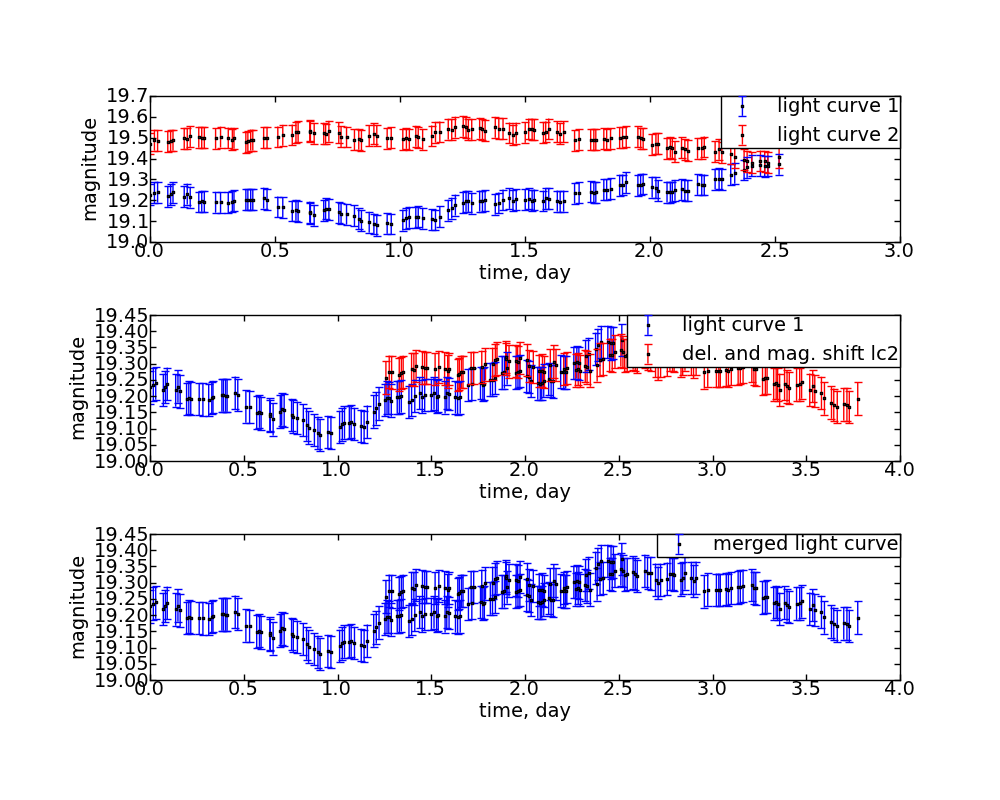 19.7
19.6
19.5
19.4
19.3
19.2
19.1
19.0
magnitude
light curve 1
light curve 2
0.0 0.5 1.0 1.5 2.0 2.5 3.0
time, day
19.45
19.40
19.35
19.30
19.25
19.20
19.15
19.10
19.05
19.00
magnitude
light curve 1
del. and mag. shift lc2
0.0 0.5 1.0 1.5 2.0 2.5 3.0 3.5 4.0
time, day
19.45
19.40
19.35
19.30
19.25
19.20
19.15
19.10
19.05
19.00
magnitude
merged light curve
0.0 0.5 1.0 1.5 2.0 2.5 3.0 3.5 4.0
time, day